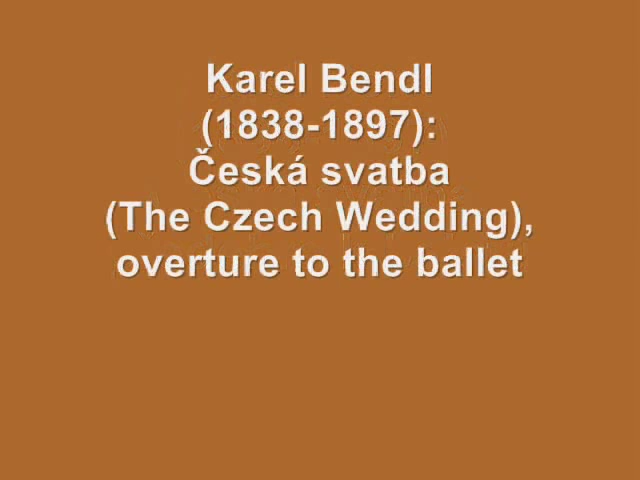 Karel Bendl
(1838-1897):
Česká svatba
(The Czech Wedding),
overture to the ballet